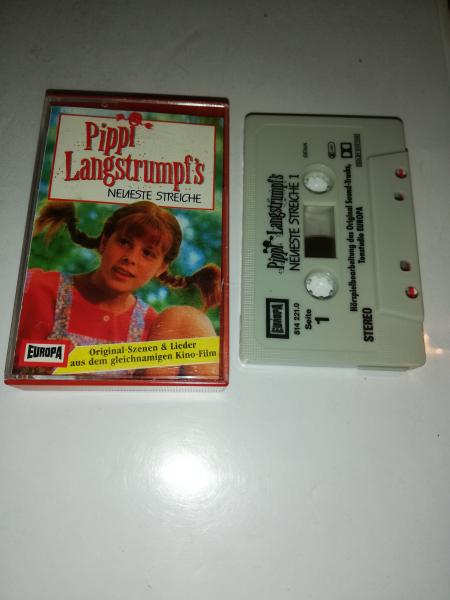 Pippi
Langstrumpf's
NEUESTE STREICHE
EUROPA
Original-Szenen & Lieder
aus dem gleichnamigen Kino-Film
Pippi Langstrumpf's
NEUESTE STREICHE 1
EUROPA
514 221.0
Seite
1
GEMA
Hörspielbearbeitung des Original Sound-Tracks,
Tonstudio EUROPA
STEREO